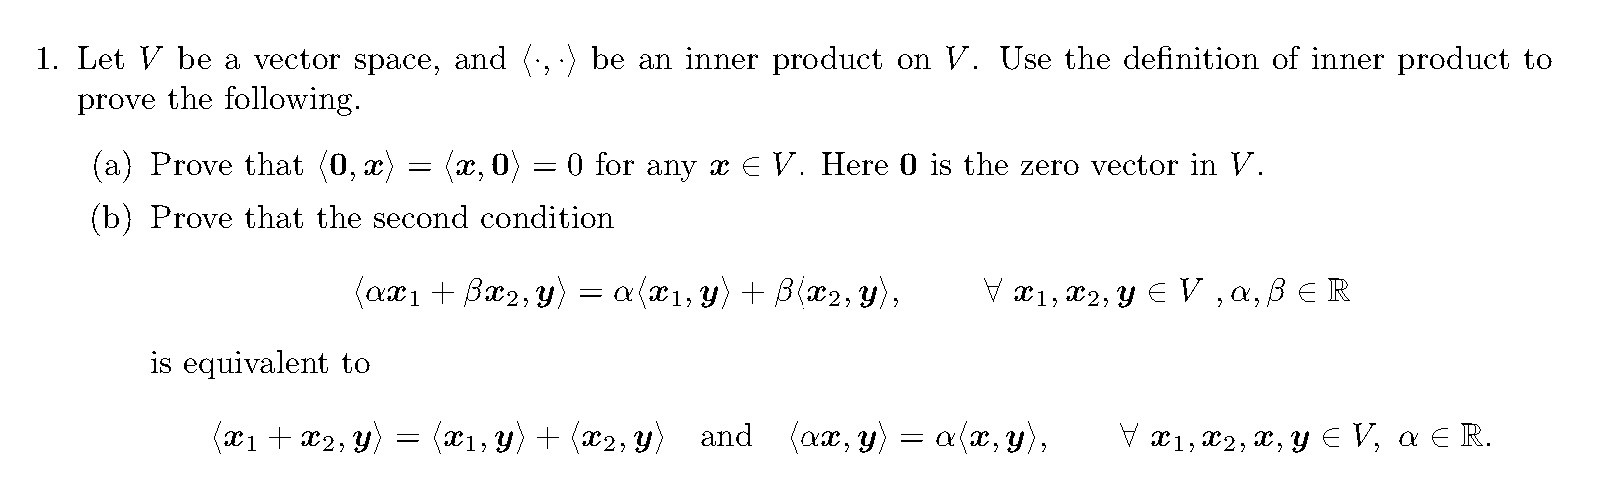 1. Let V be a vector space, and ⟨·, ·⟩ be an inner product on V. Use the definition of inner product to
prove the following.
(a) Prove that ⟨0, x⟩ = ⟨x, 0⟩ = 0 for any x ∈ V. Here 0 is the zero vector in V.
(b) Prove that the second condition
⟨αx₁ + βx₂, y⟩ = α⟨x₁, y⟩ + β⟨x₂, y⟩, ∀ x₁, x₂, y ∈ V , α, β ∈ ℝ
is equivalent to
⟨x₁ + x₂, y⟩ = ⟨x₁, y⟩ + ⟨x₂, y⟩ and ⟨αx, y⟩ = α⟨x, y⟩, ∀ x₁, x₂, x, y ∈ V, α ∈ ℝ.